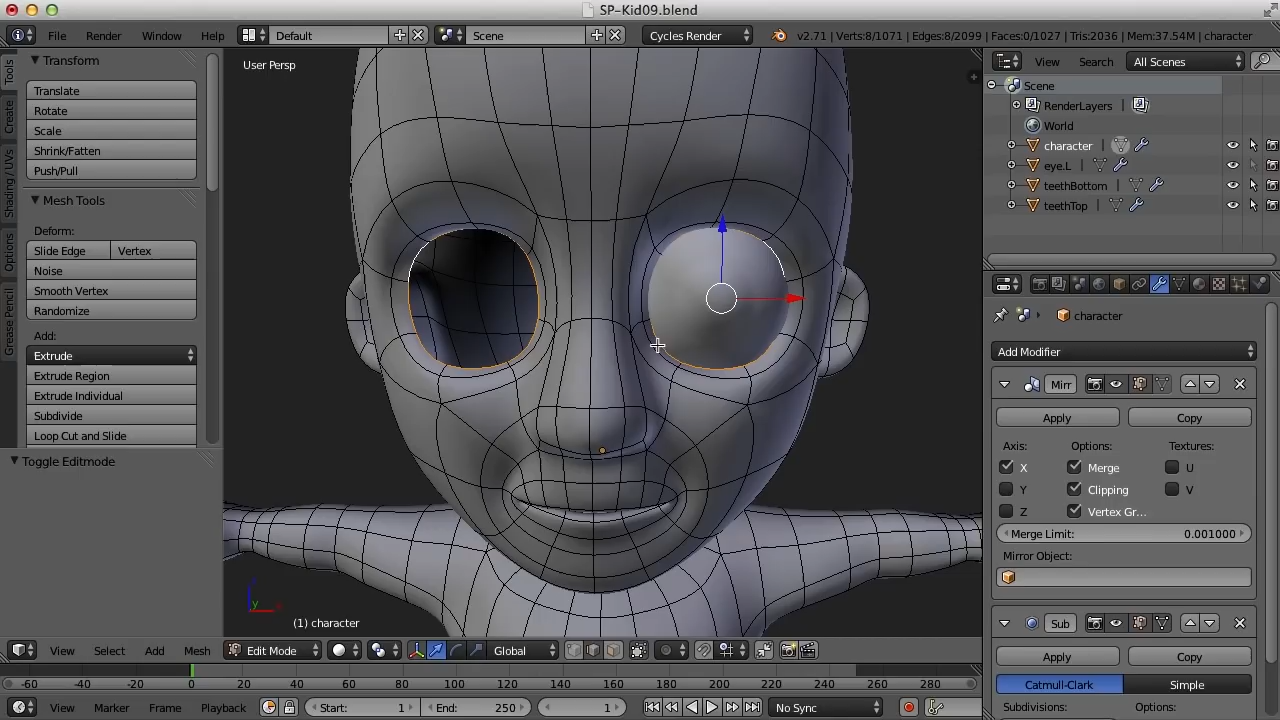 SP-Kid09.blend
File Render Window Help Default Scene Cycles Render v2.71 | Verts:8/1071 | Edges:8/2099 | Faces:0/1027 | Tris:2036 | Mem:37.54M | character
Tools
Create
Shading / UVs
Options
Grease Pencil
Transform
Translate
Rotate
Scale
Shrink/Fatten
Push/Pull
Mesh Tools
Deform:
Slide Edge Vertex
Noise
Smooth Vertex
Randomize
Add:
Extrude
Extrude Region
Extrude Individual
Subdivide
Loop Cut and Slide
Toggle Editmode
User Persp
y
(1) character
View Select Add Mesh Edit Mode Global
-60 -40 -20 0 20 40 60 80 100 120 140 160 180 200 220 240 260 280
View Marker Frame Playback Start: 1 End: 250 1 No Sync
View Search All Scenes
Scene
RenderLayers |
World
character |
eye.L |
teethBottom |
teethTop |
character
Add Modifier
Mirr
Apply Copy
Axis: Options: Textures:
X Merge U
Y Clipping V
Z Vertex Gr...
Merge Limit: 0.001000
Mirror Object:
Sub
Apply Copy
Catmull-Clark Simple
Subdivisions: Options: